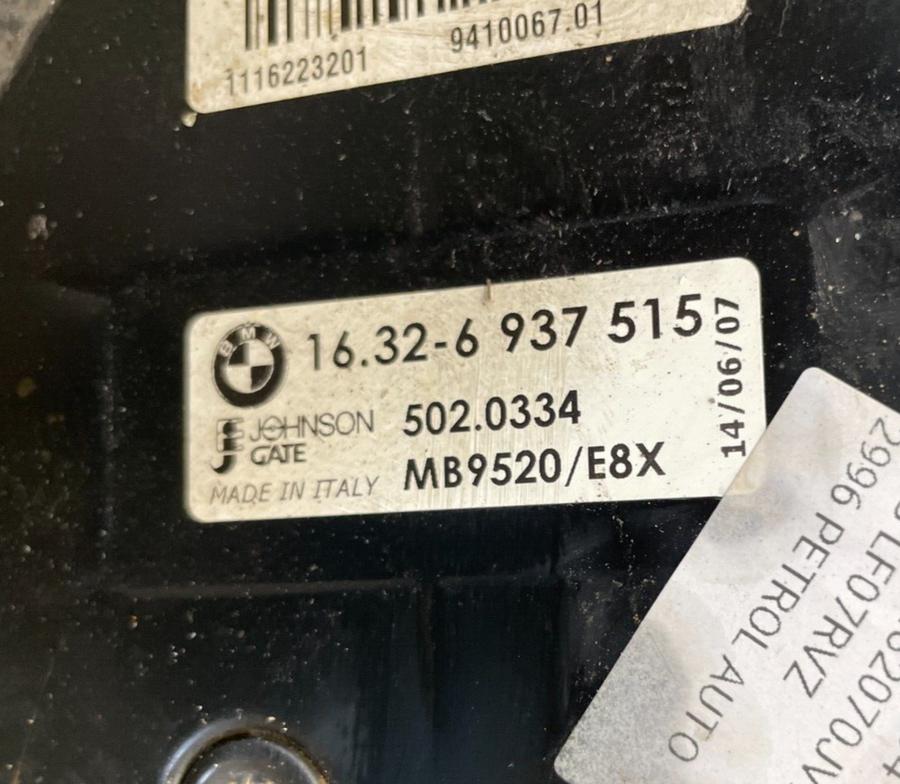 1116223201 9410067.01
BMW
16.32-6 937 515
JOHNSON
GATE
502.0334
MADE IN ITALY
MB9520/E8X
14/06/07
LF07RVZ
2996 PETROL AUTO